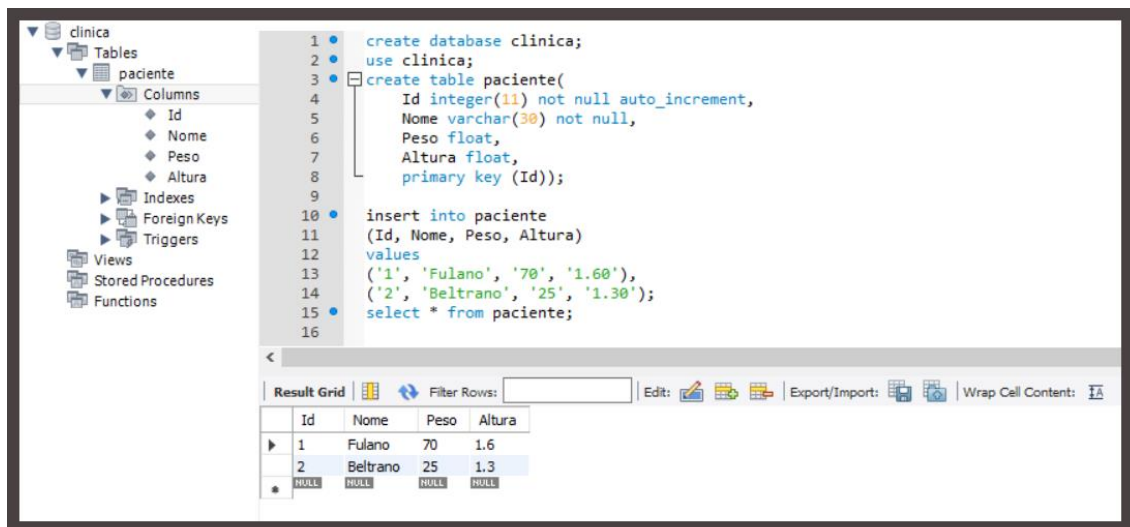 clinica
Tables
paciente
Columns
Id
Nome
Peso
Altura
Indexes
Foreign Keys
Triggers
Views
Stored Procedures
Functions
1 create database clinica;
2 use clinica;
3 create table paciente(
4 Id integer(11) not null auto_increment,
5 Nome varchar(30) not null,
6 Peso float,
7 Altura float,
8 primary key (Id));
9
10 insert into paciente
11 (Id, Nome, Peso, Altura)
12 values
13 ('1', 'Fulano', '70', '1.60'),
14 ('2', 'Beltrano', '25', '1.30');
15 select * from paciente;
16
Result Grid Filter Rows: Edit: Export/Import: Wrap Cell Content: IA
Id Nome Peso Altura
1 Fulano 70 1.6
2 Beltrano 25 1.3
NULL NULL NULL NULL